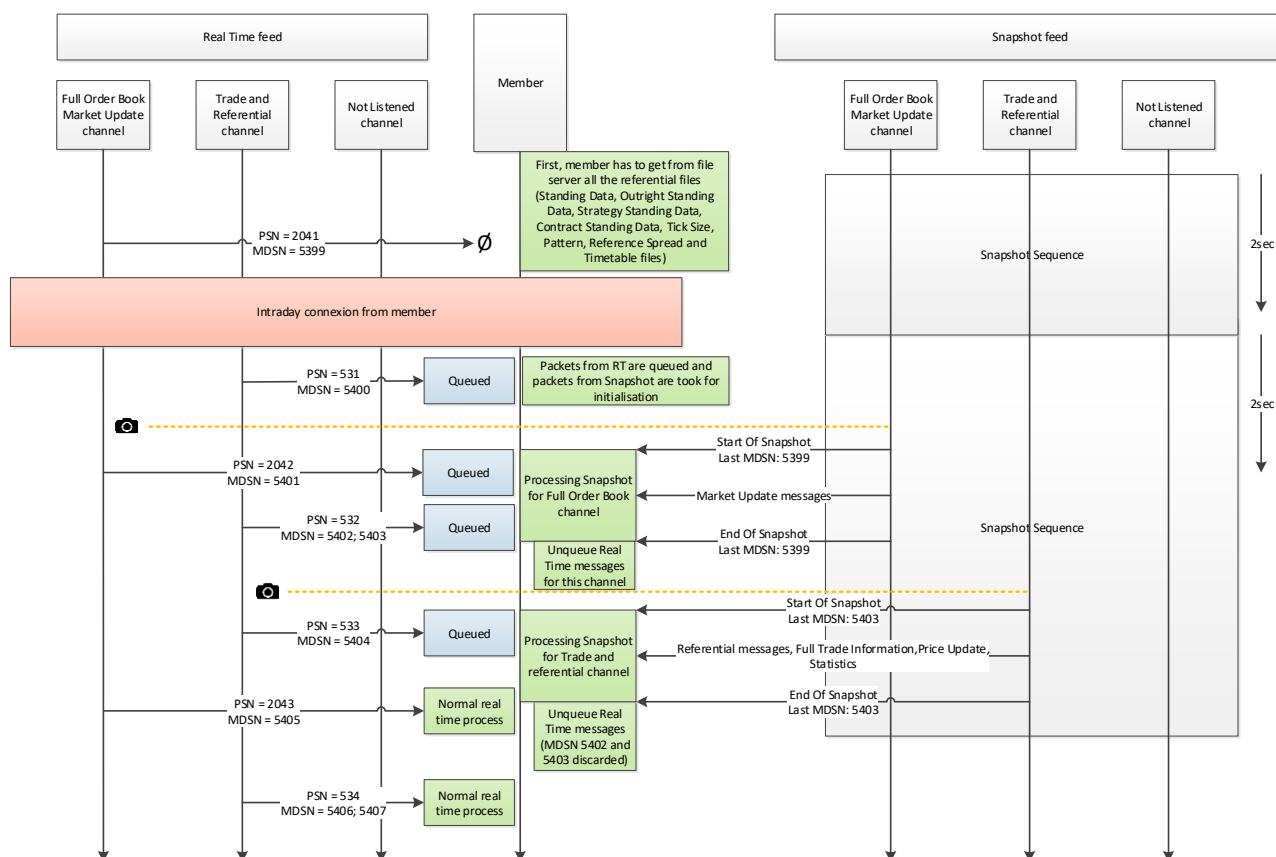 Real Time feed
Member
Snapshot feed
Full Order Book
Market Update
channel
Trade and
Referential
channel
Not Listened
channel
Full Order Book
Market Update
channel
Trade and
Referential
channel
Not Listened
channel
First, member has to get from file
server all the referential files
(Standing Data, Outright Standing
Data, Strategy Standing Data,
Contract Standing Data, Tick Size,
Pattern, Reference Spread and
Timetable files)
PSN = 2041
MDSN = 5399
Ø
Snapshot Sequence
2sec
Intraday connexion from member
PSN = 531
MDSN = 5400
Queued
Packets from RT are queued and
packets from Snapshot are took for
initialisation
2sec
Start Of Snapshot
Last MDSN: 5399
PSN = 2042
MDSN = 5401
Queued
Processing Snapshot
for Full Order Book
channel
Market Update messages
PSN = 532
MDSN = 5402; 5403
Queued
End Of Snapshot
Last MDSN: 5399
Snapshot Sequence
Unqueue Real
Time messages
for this channel
Start Of Snapshot
Last MDSN: 5403
PSN = 533
MDSN = 5404
Queued
Processing Snapshot
for Trade and
referential channel
Referential messages, Full Trade Information,Price Update,
Statistics
End Of Snapshot
Last MDSN: 5403
PSN = 2043
MDSN = 5405
Normal real
time process
Unqueue Real
Time messages
(MDSN 5402 and
5403 discarded)
PSN = 534
MDSN = 5406; 5407
Normal real
time process